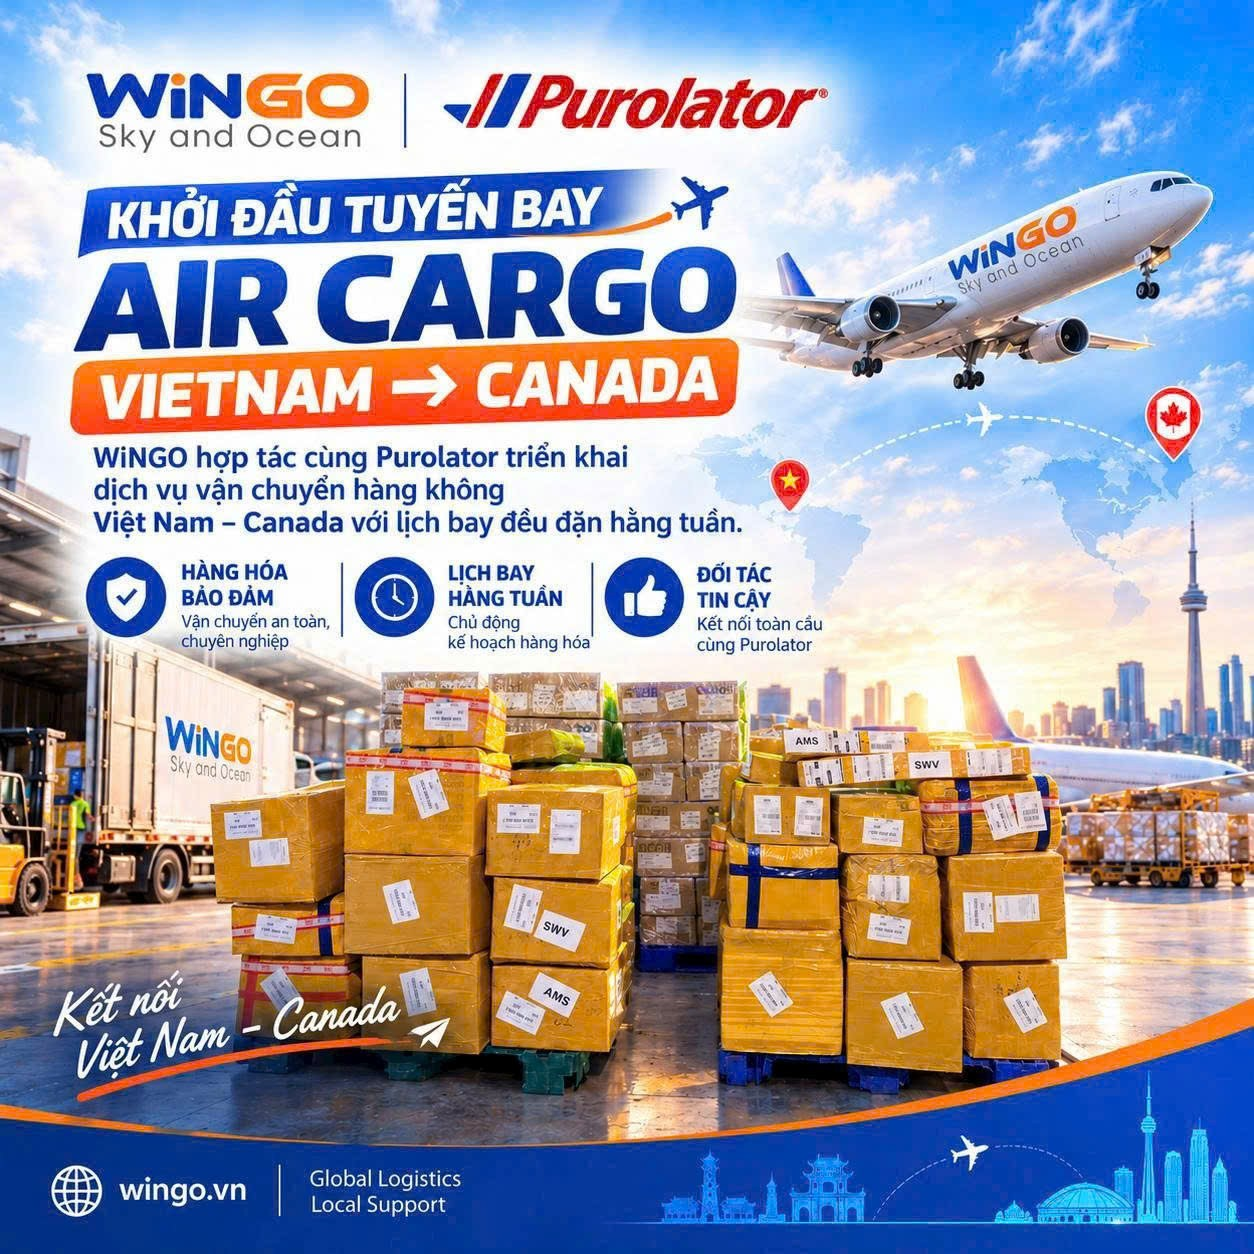 WiNGO
Sky and Ocean
Purolator®
KHỞI ĐẦU TUYẾN BAY
AIR CARGO
VIETNAM → CANADA
WiNGO hợp tác cùng Purolator triển khai
dịch vụ vận chuyển hàng không
Việt Nam – Canada với lịch bay đều đặn hằng tuần.
HÀNG HÓA
BẢO ĐẢM
Vận chuyển an toàn,
chuyên nghiệp
LỊCH BAY
HẰNG TUẦN
Chủ động
kế hoạch hàng hóa
ĐỐI TÁC
TIN CẬY
Kết nối toàn cầu
cùng Purolator
WiNGO
Sky and Ocean
WiNGO
Sky and Ocean
AMS
SWV
SWV
AMS
Kết nối
Việt Nam – Canada
wingo.vn
Global Logistics
Local Support